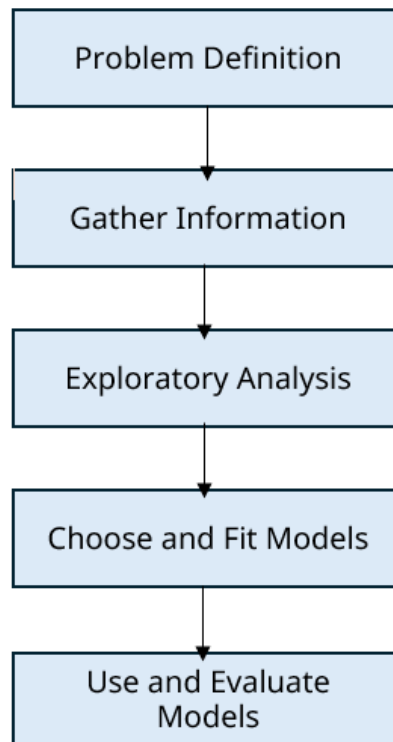 Problem Definition
Gather Information
Exploratory Analysis
Choose and Fit Models
Use and Evaluate
Models